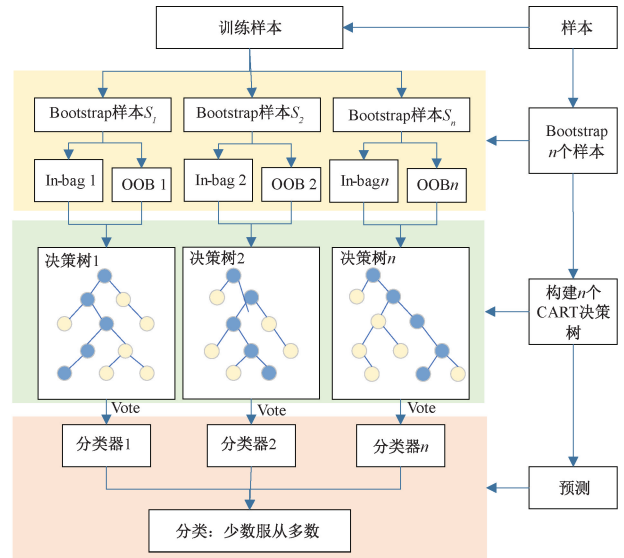 训练样本
样本
Bootstrap样本S₁
Bootstrap样本S₂
Bootstrap样本Sₙ
Bootstrap
n个样本
In-bag 1
OOB 1
In-bag 2
OOB 2
In-bagn
OOBn
决策树1
决策树2
决策树n
构建n个
CART决策
树
Vote
Vote
Vote
分类器1
分类器2
分类器n
预测
分类：少数服从多数